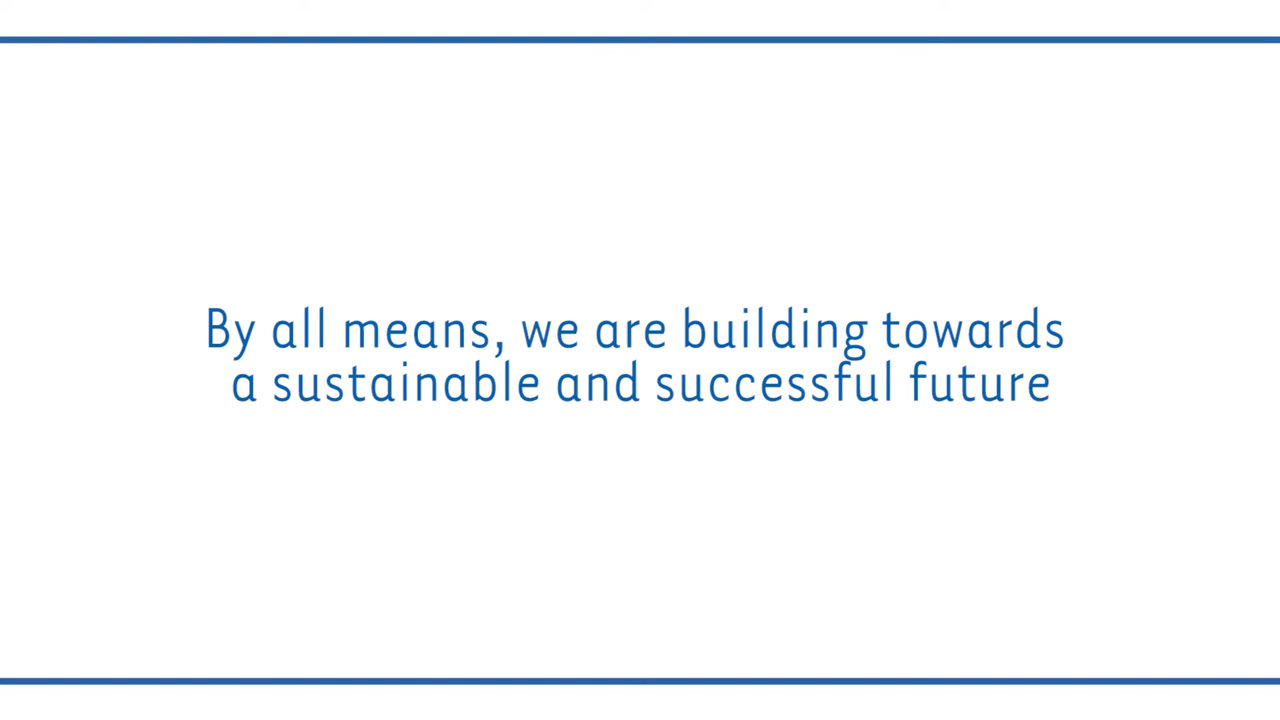 By all means, we are building towards
a sustainable and successful future